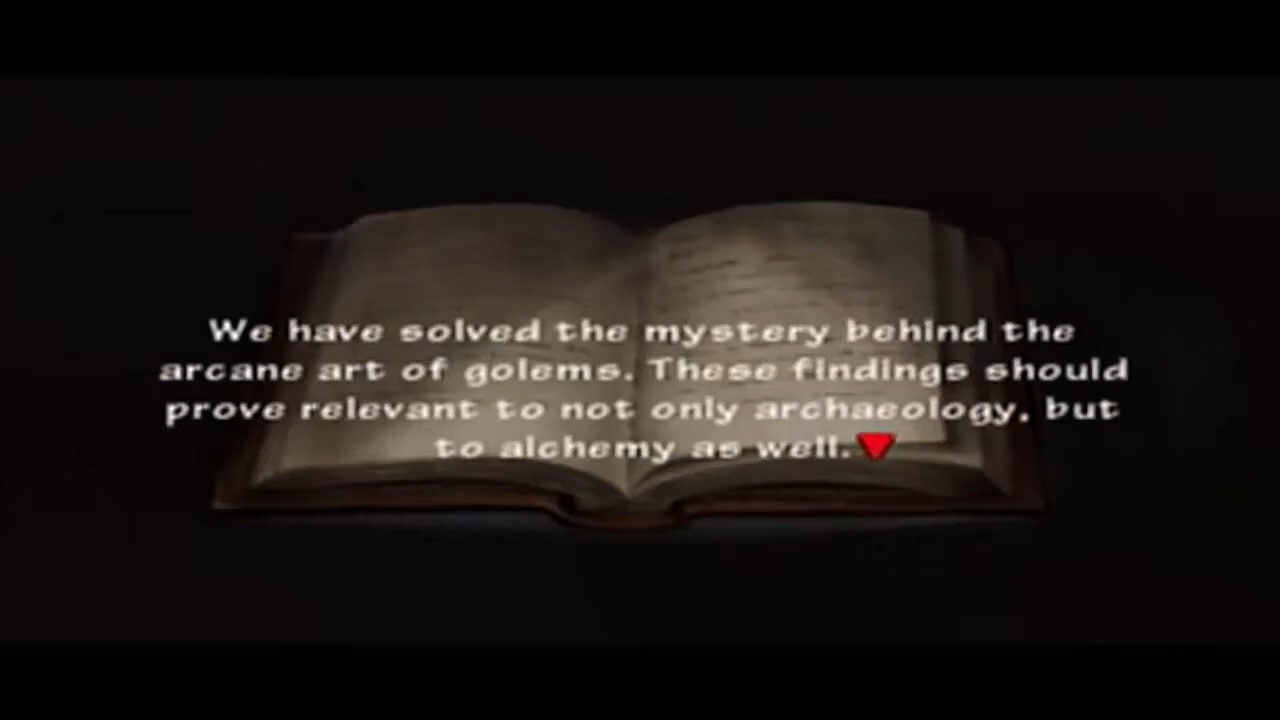 We have solved the mystery behind the
arcane art of golems. These findings should
prove relevant to not only archaeology, but
to alchemy as well.